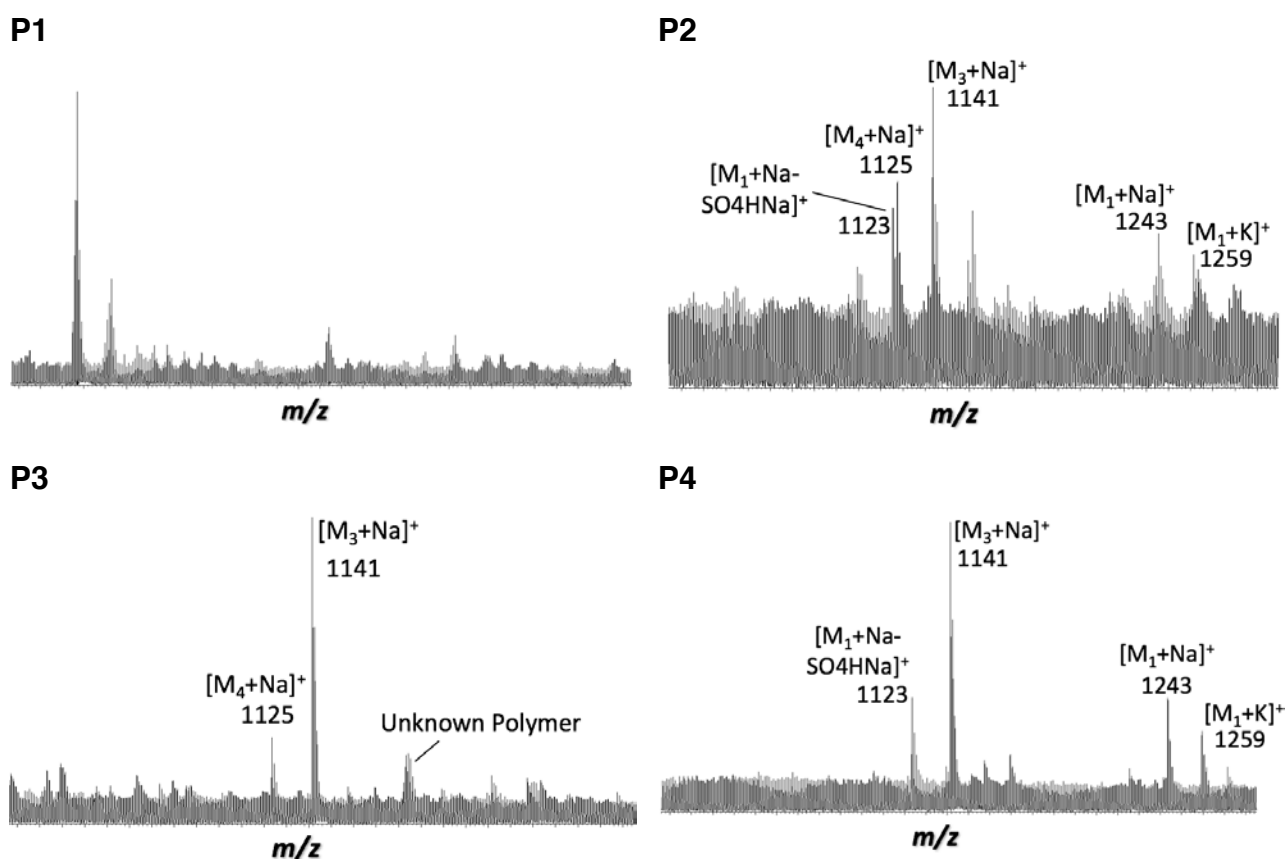 P1
m/z
P2
[M₃+Na]⁺
1141
[M₄+Na]⁺
1125
[M₁+Na-
SO4HNa]⁺
1123
[M₁+Na]⁺
1243
[M₁+K]⁺
1259
m/z
P3
[M₃+Na]⁺
1141
[M₄+Na]⁺
1125
Unknown Polymer
m/z
P4
[M₃+Na]⁺
1141
[M₁+Na-
SO4HNa]⁺
1123
[M₁+Na]⁺
1243
[M₁+K]⁺
1259
m/z